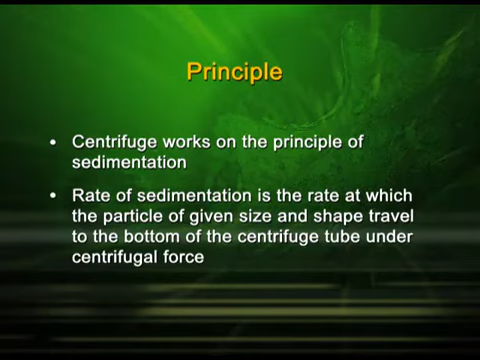 Principle
• Centrifuge works on the principle of
sedimentation
• Rate of sedimentation is the rate at which
the particle of given size and shape travel
to the bottom of the centrifuge tube under
centrifugal force